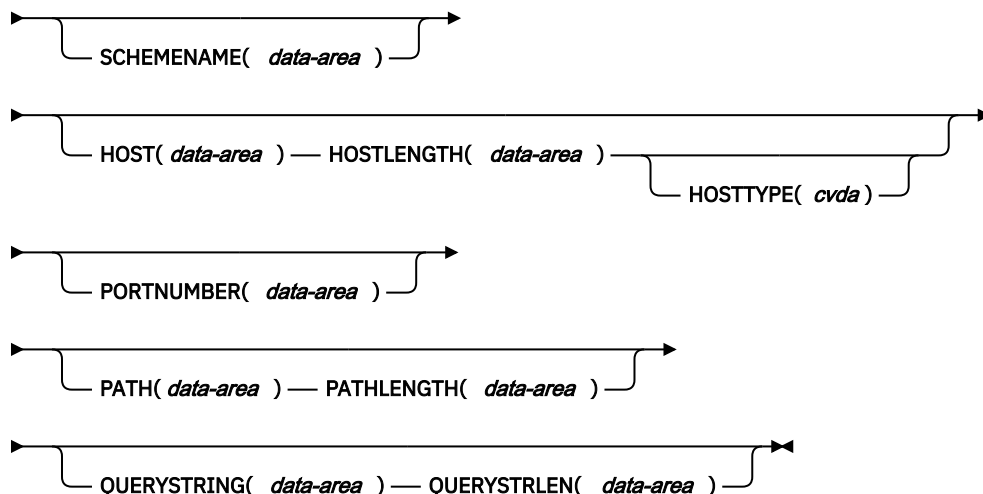 SCHEMENAME( data-area )
HOST( data-area ) HOSTLENGTH( data-area )
HOSTTYPE( cvda )
PORTNUMBER( data-area )
PATH( data-area ) PATHLENGTH( data-area )
QUERYSTRING( data-area ) QUERYSTRLEN( data-area )